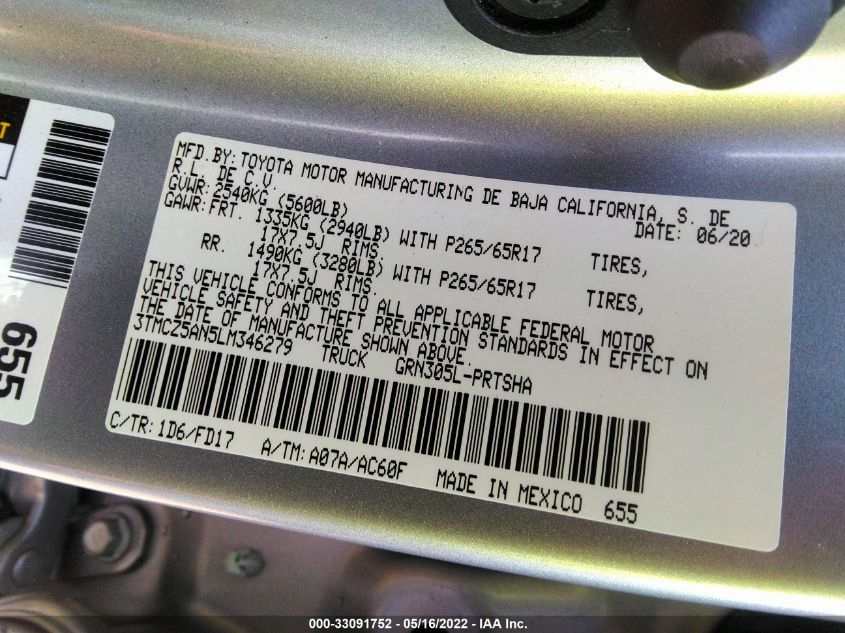 T
655
MFD.BY: TOYOTA MOTOR MANUFACTURING DE BAJA CALIFORNIA, S. DE
R.L. DE C.V. DATE: 06/20
GVWR: 2540KG (5600LB)
GAWR: FRT. 1335KG (2940LB) WITH P265/65R17 TIRES,
17X7.5J RIMS.
RR. 1490KG (3280LB) WITH P265/65R17 TIRES,
17X7.5J RIMS.
THIS VEHICLE CONFORMS TO ALL APPLICABLE FEDERAL MOTOR
VEHICLE SAFETY AND THEFT PREVENTION STANDARDS IN EFFECT ON
THE DATE OF MANUFACTURE SHOWN ABOVE.
3TMCZ5AN5LM346279 TRUCK GRN305L-PRTSHA
C/TR: 1D6/FD17 A/TM: A07A/AC60F MADE IN MEXICO 655
000-33091752 - 05/16/2022 - IAA Inc.